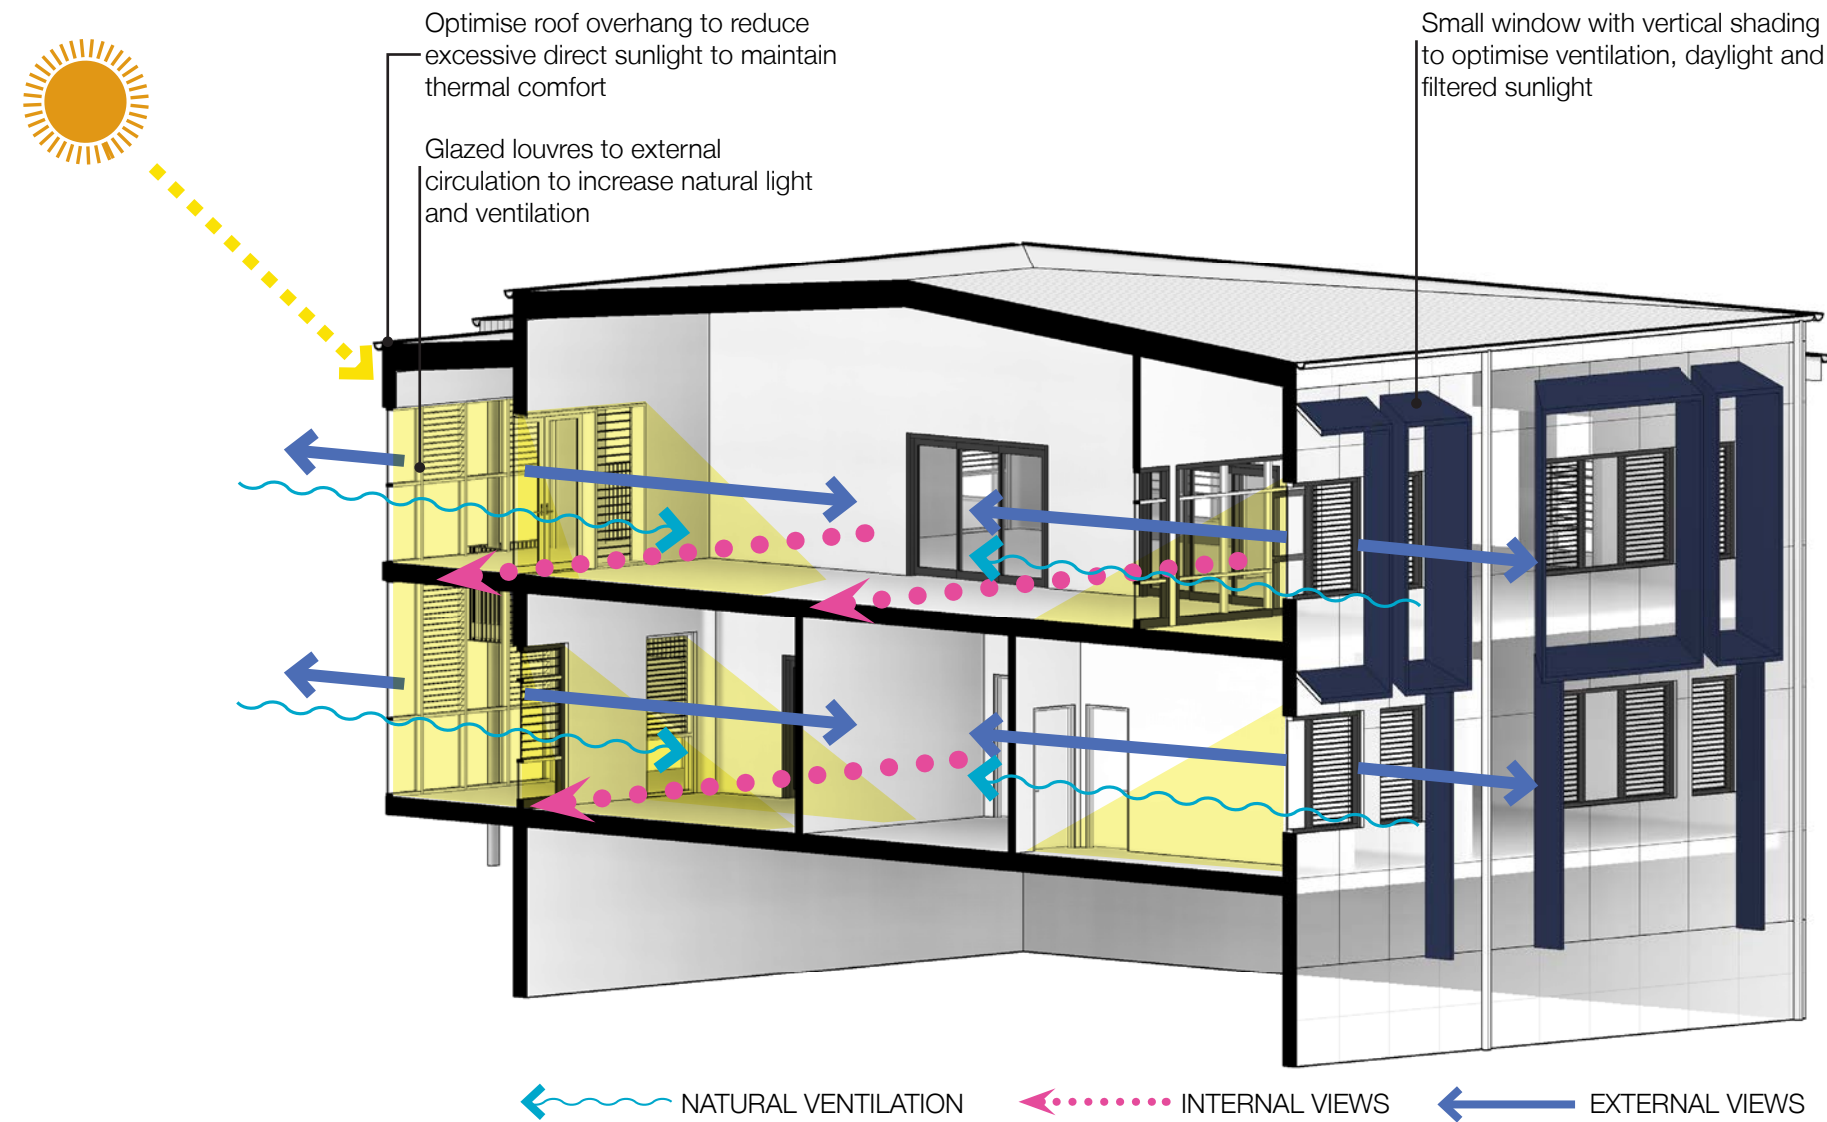 Optimise roof overhang to reduce
excessive direct sunlight to maintain
thermal comfort
Glazed louvres to external
circulation to increase natural light
and ventilation
Small window with vertical shading
to optimise ventilation, daylight and
filtered sunlight
NATURAL VENTILATION
INTERNAL VIEWS
EXTERNAL VIEWS